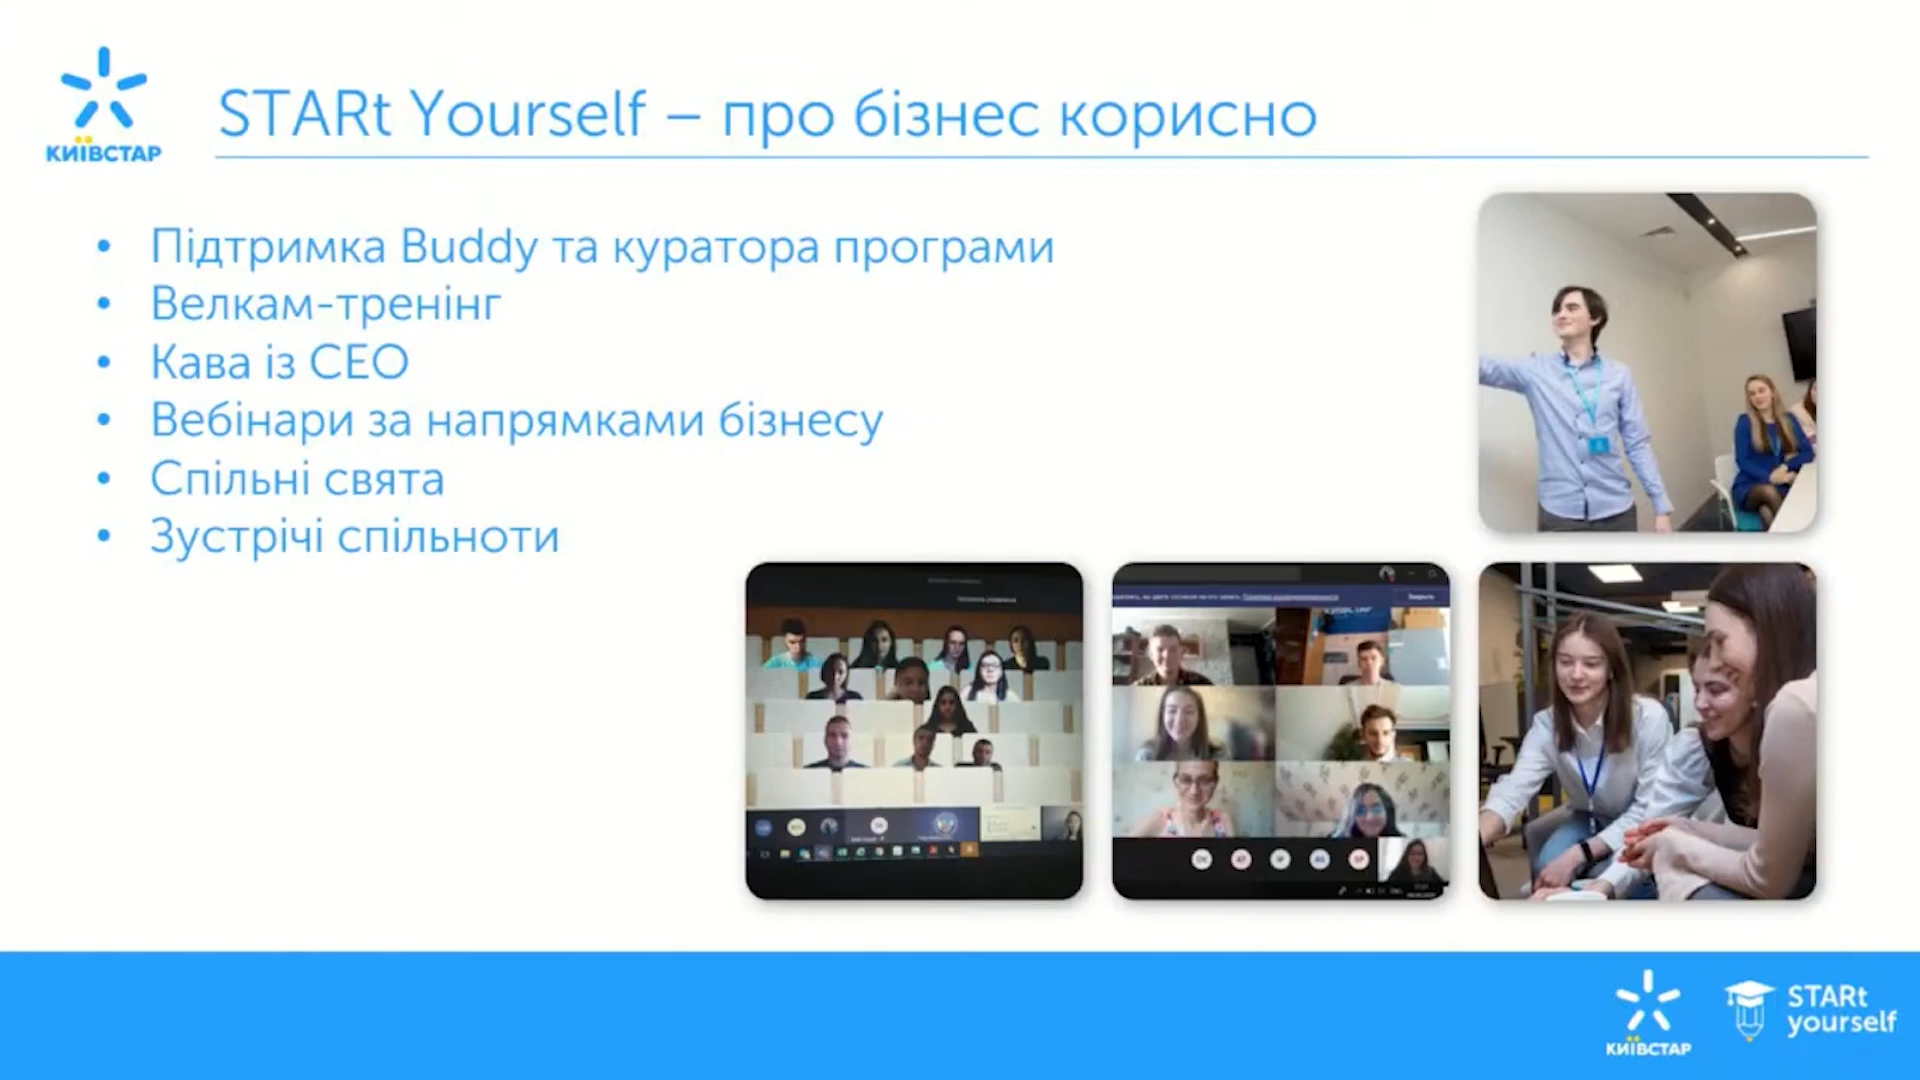 КИЇВСТАР
STARt Yourself – про бізнес корисно
• Підтримка Buddy та куратора програми
• Велкам-тренінг
• Кава із СЕО
• Вебінари за напрямками бізнесу
• Спільні свята
• Зустрічі спільноти
КИЇВСТАР
STARt
yourself